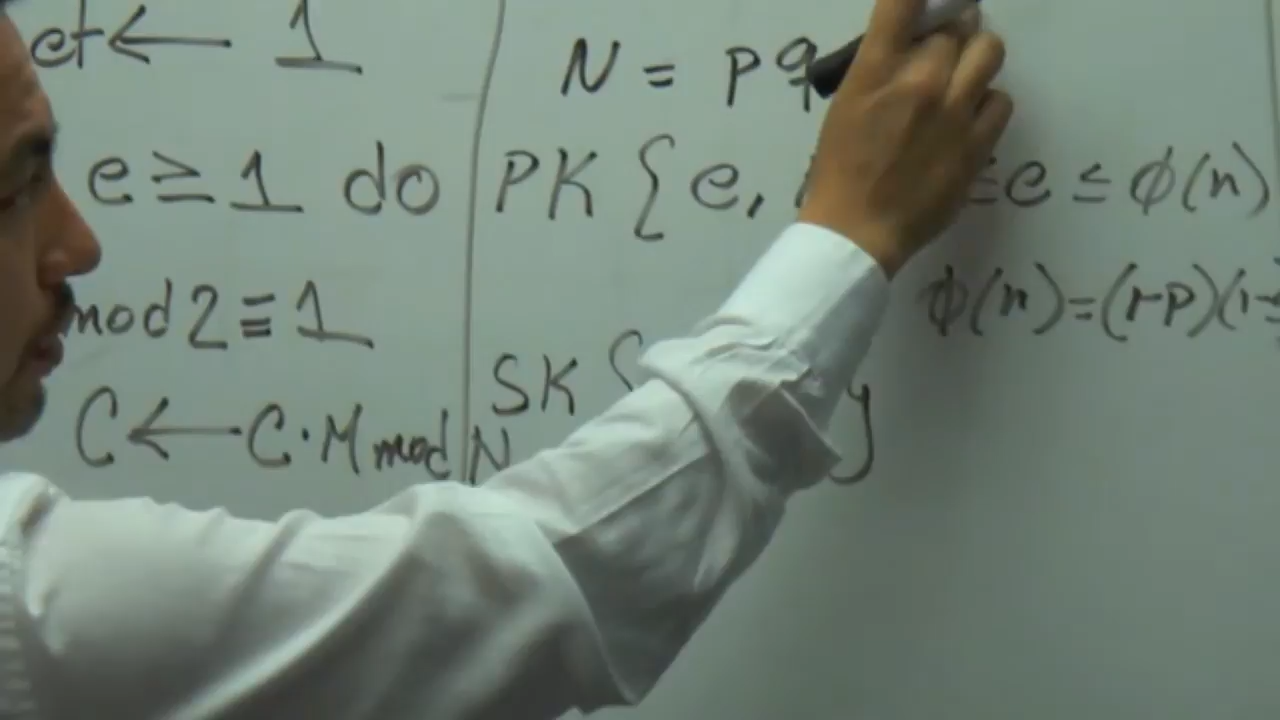 et ← 1
e ≥ 1 do
mod 2 ≡ 1
C ← C·M mod N
N = pq
PK { e,
e ≤ φ(n)
φ(n)=(1-p)(1-
SK {
}